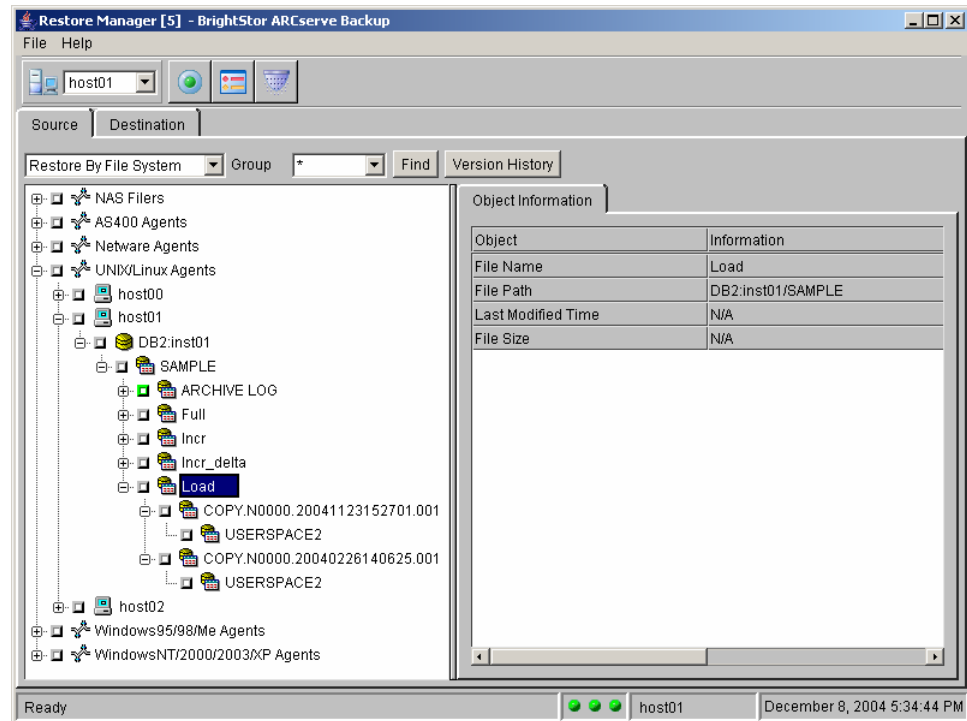 Restore Manager [5] - BrightStor ARCserve Backup
File Help
host01
Source Destination
Restore By File System Group * Find Version History
NAS Filers
AS400 Agents
Netware Agents
UNIX/Linux Agents
host00
host01
DB2:inst01
SAMPLE
ARCHIVE LOG
Full
Incr
Incr_delta
Load
COPY.N0000.20041123152701.001
USERSPACE2
COPY.N0000.20040226140625.001
USERSPACE2
host02
Windows95/98/Me Agents
WindowsNT/2000/2003/XP Agents
Object Information
Object Information
File Name Load
File Path DB2:inst01/SAMPLE
Last Modified Time N/A
File Size N/A
Ready host01 December 8, 2004 5:34:44 PM